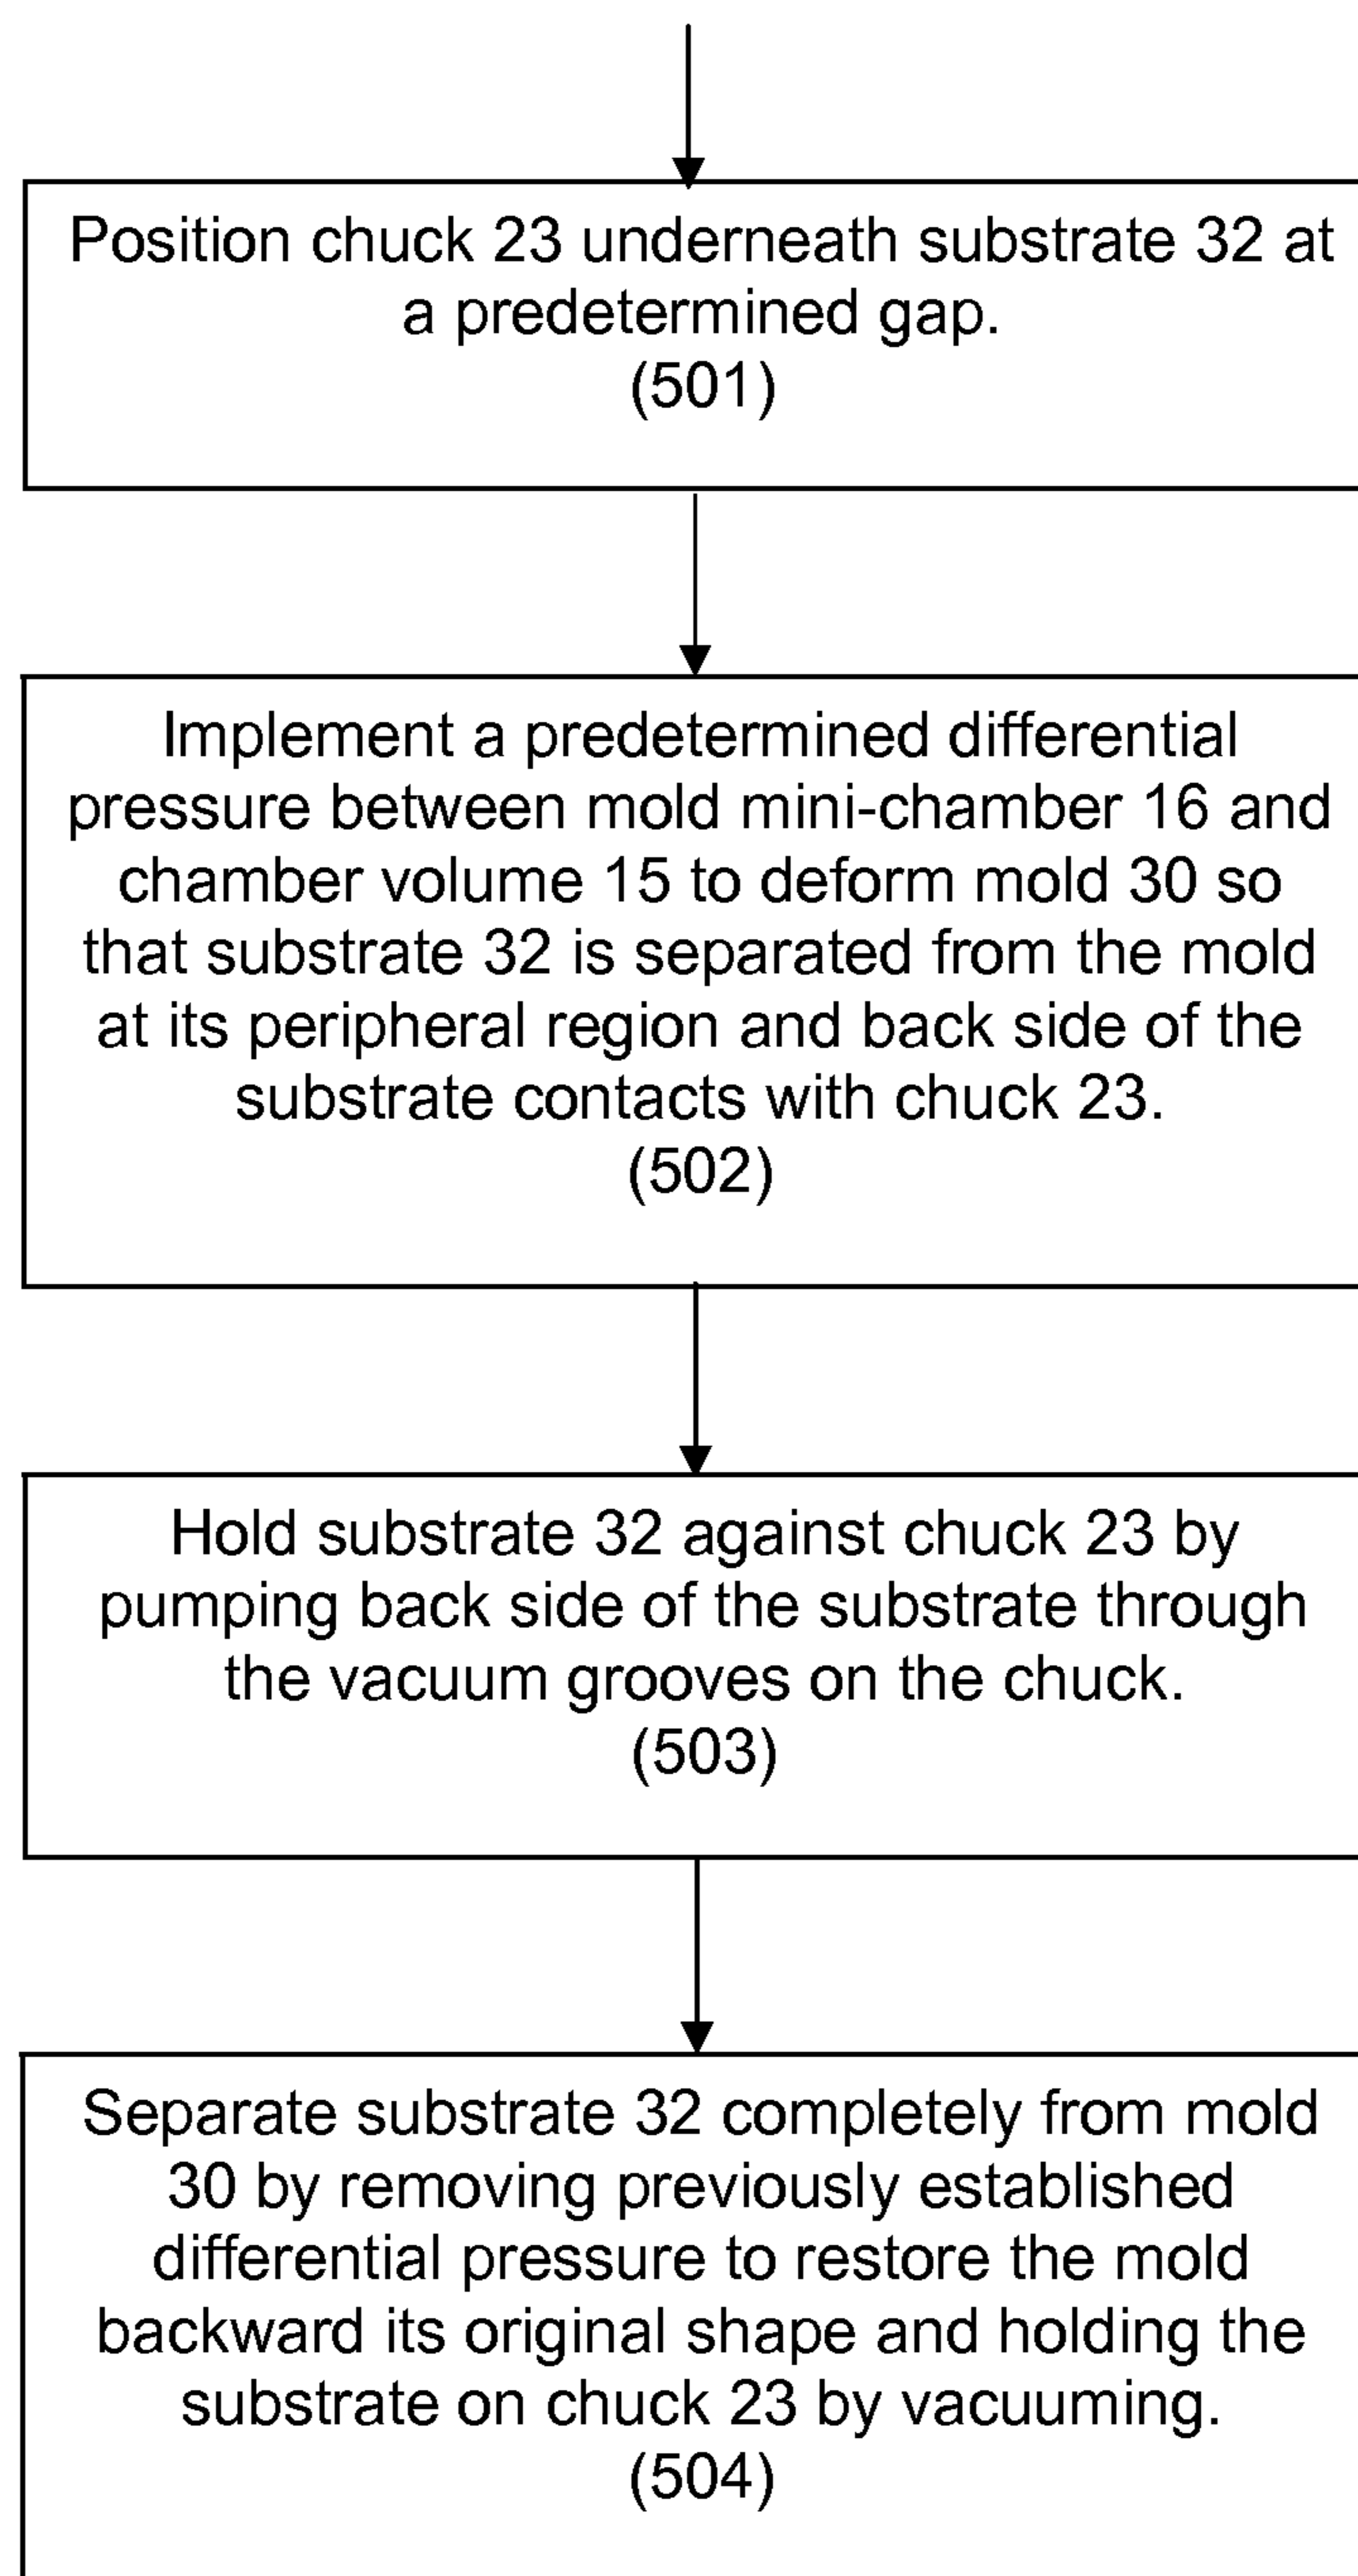 Position chuck 23 underneath substrate 32 at
a predetermined gap.
(501)
Implement a predetermined differential
pressure between mold mini-chamber 16 and
chamber volume 15 to deform mold 30 so
that substrate 32 is separated from the mold
at its peripheral region and back side of the
substrate contacts with chuck 23.
(502)
Hold substrate 32 against chuck 23 by
pumping back side of the substrate through
the vacuum grooves on the chuck.
(503)
Separate substrate 32 completely from mold
30 by removing previously established
differential pressure to restore the mold
backward its original shape and holding the
substrate on chuck 23 by vacuuming.
(504)